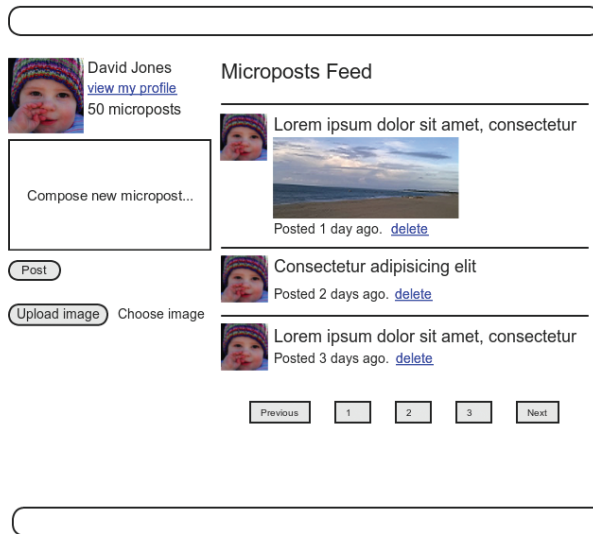 David Jones
view my profile
50 microposts
Compose new micropost...
Post
Upload image Choose image
Microposts Feed
Lorem ipsum dolor sit amet, consectetur
Posted 1 day ago. delete
Consectetur adipisicing elit
Posted 2 days ago. delete
Lorem ipsum dolor sit amet, consectetur
Posted 3 days ago. delete
Previous 1 2 3 Next